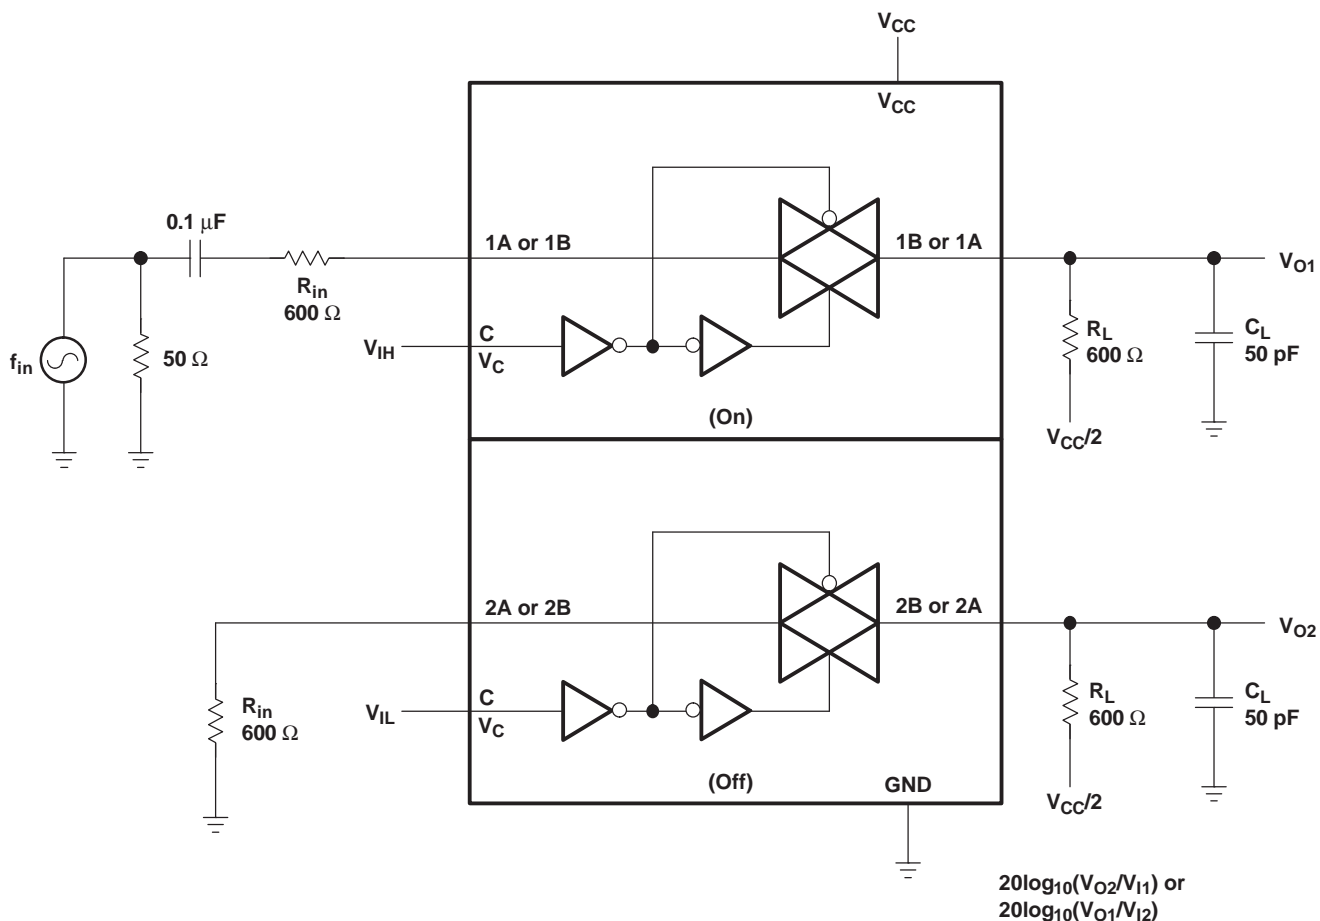 V_CC
V_CC
0.1 μF
1A or 1B
1B or 1A
V_O1
R_in
600 Ω
C
V_C
V_IH
R_L
600 Ω
C_L
50 pF
f_in
50 Ω
(On)
V_CC/2
2A or 2B
2B or 2A
V_O2
R_in
600 Ω
C
V_C
V_IL
R_L
600 Ω
C_L
50 pF
(Off)
GND
V_CC/2
20log_10(V_O2/V_I1) or
20log_10(V_O1/V_I2)